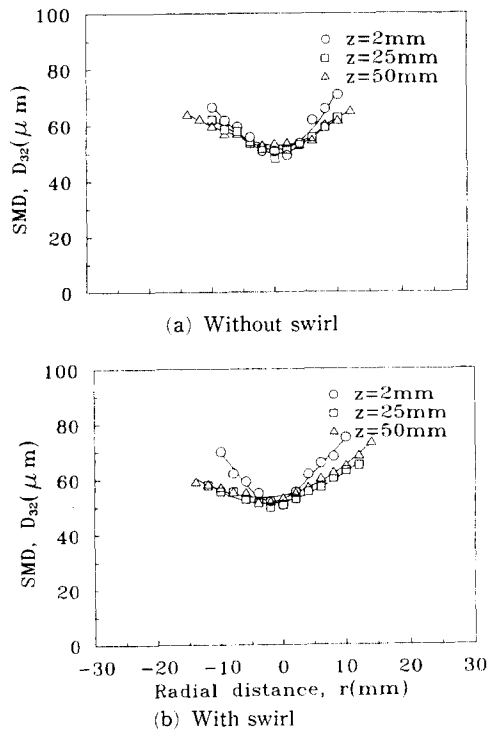 100
80
60
40
20
0
SMD, D32(μm)
z=2mm
z=25mm
z=50mm
(a) Without swirl
100
80
60
40
20
0
SMD, D32(μm)
z=2mm
z=25mm
z=50mm
-30 -20 -10 0 10 20 30
Radial distance, r(mm)
(b) With swirl